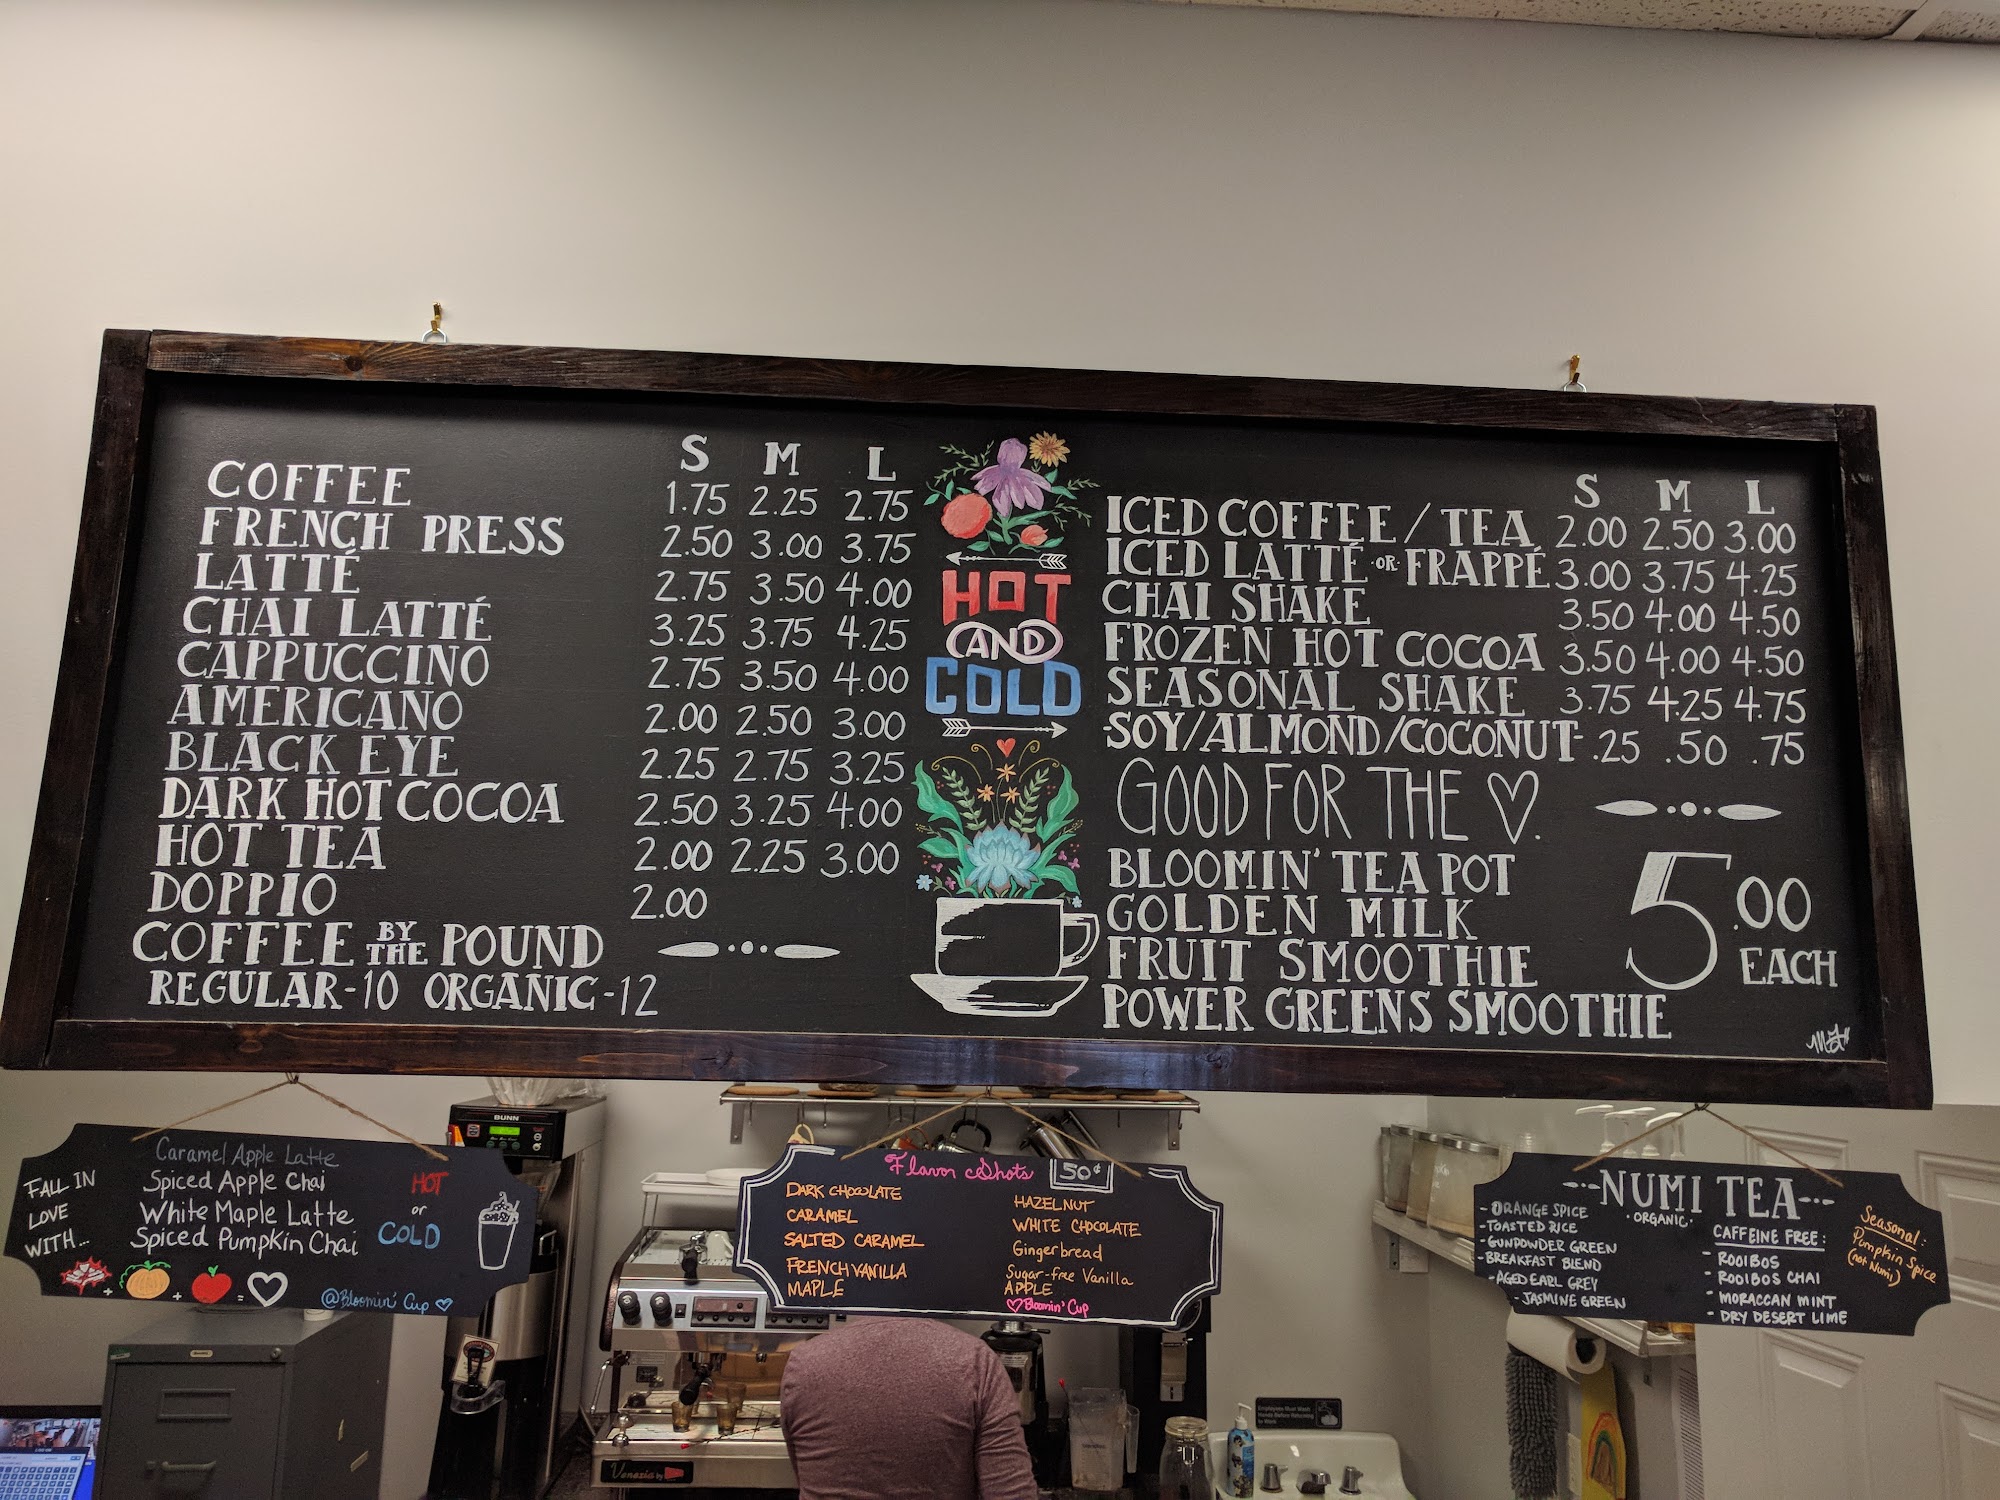 S M L
COFFEE 1.75 2.25 2.75
FRENCH PRESS 2.50 3.00 3.75
LATTÉ 2.75 3.50 4.00
CHAI LATTÉ 3.25 3.75 4.25
CAPPUCCINO 2.75 3.50 4.00
AMERICANO 2.00 2.50 3.00
BLACK EYE 2.25 2.75 3.25
DARK HOT COCOA 2.50 3.25 4.00
HOT TEA 2.00 2.25 3.00
DOPPIO 2.00
COFFEE BY THE POUND
REGULAR-10 ORGANIC-12
HOT
AND
COLD
S M L
ICED COFFEE / TEA 2.00 2.50 3.00
ICED LATTÉ ·OR· FRAPPÉ 3.00 3.75 4.25
CHAI SHAKE 3.50 4.00 4.50
FROZEN HOT COCOA 3.50 4.00 4.50
SEASONAL SHAKE 3.75 4.25 4.75
-SOY/ALMOND/COCONUT- .25 .50 .75
GOOD FOR THE ♡.
BLOOMIN' TEA POT
GOLDEN MILK
FRUIT SMOOTHIE
POWER GREENS SMOOTHIE
5.00
EACH
FALL IN
LOVE
WITH...
Caramel Apple Latte
Spiced Apple Chai
White Maple Latte
Spiced Pumpkin Chai
HOT
or
COLD
+ + = ♡
@Bloomin' Cup ♡
BUNN
Flavor Shots 50¢
DARK CHOCOLATE
CARAMEL
SALTED CARAMEL
FRENCH VANILLA
MAPLE
HAZELNUT
WHITE CHOCOLATE
Gingerbread
Sugar-free Vanilla
APPLE
♡Bloomin' Cup
NUMI TEA
·ORGANIC·
- ORANGE SPICE
- TOASTED RICE
- GUNPOWDER GREEN
- BREAKFAST BLEND
- AGED EARL GREY
- JASMINE GREEN
CAFFEINE FREE:
- ROOIBOS
- ROOIBOS CHAI
- MORACCAN MINT
- DRY DESERT LIME
Seasonal:
Pumpkin Spice
(not Numi)
Venezia
Employees Must Wash
Hands Before Returning
to Work